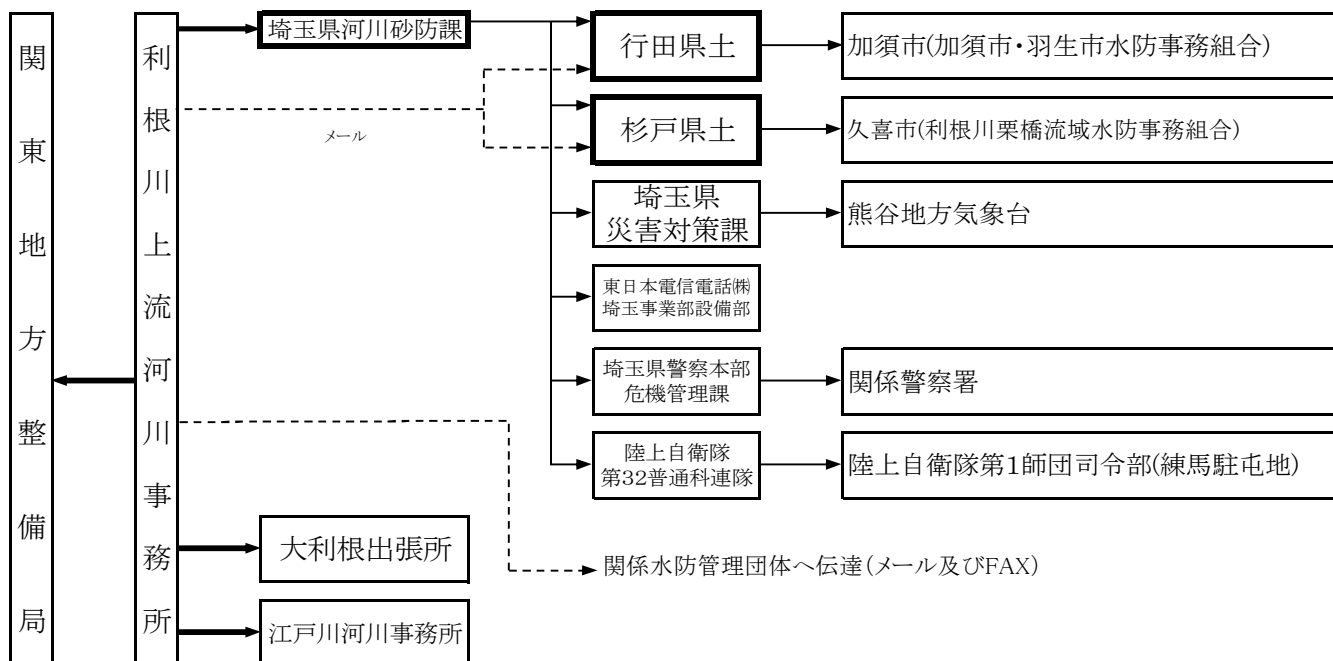 関東地方整備局
利根川上流河川事務所
埼玉県河川砂防課
メール
行田県土
加須市(加須市・羽生市水防事務組合)
杉戸県土
久喜市(利根川栗橋流域水防事務組合)
埼玉県
災害対策課
熊谷地方気象台
東日本電信電話㈱
埼玉事業部設備部
埼玉県警察本部
危機管理課
関係警察署
陸上自衛隊
第32普通科連隊
陸上自衛隊第1師団司令部(練馬駐屯地)
大利根出張所
関係水防管理団体へ伝達(メール及びFAX)
江戸川河川事務所